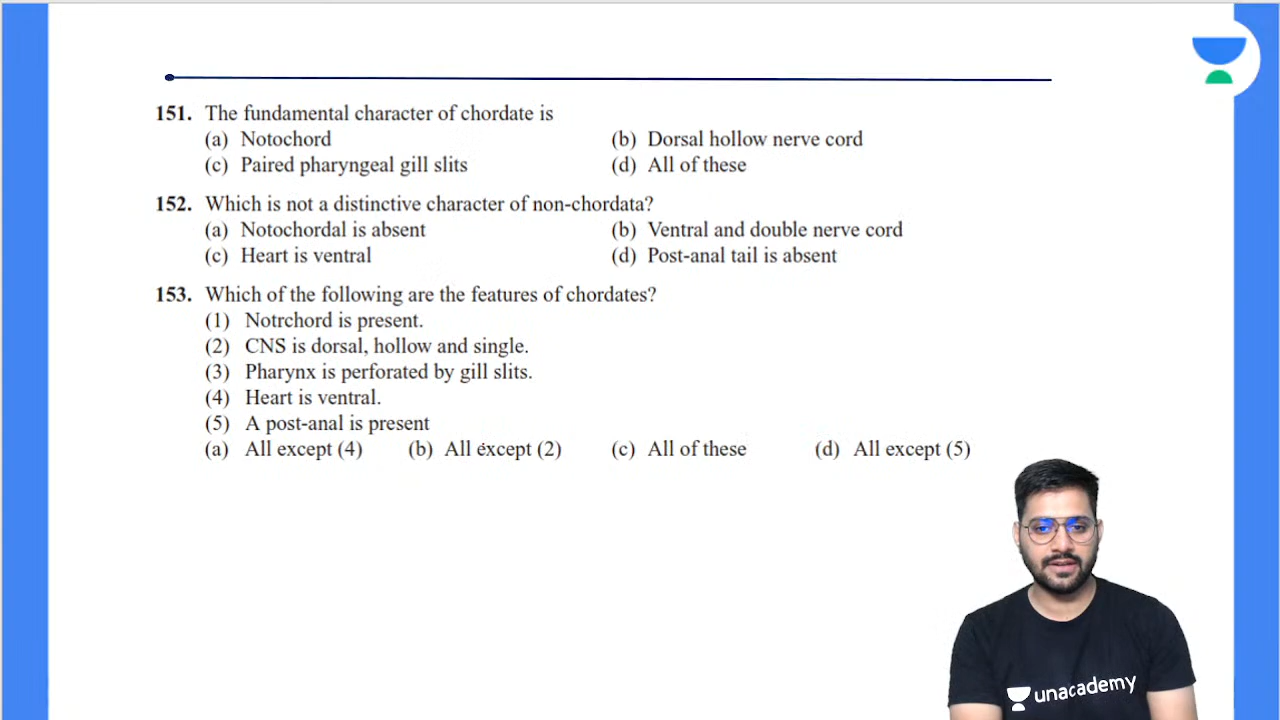 151. The fundamental character of chordate is
(a) Notochord (b) Dorsal hollow nerve cord
(c) Paired pharyngeal gill slits (d) All of these
152. Which is not a distinctive character of non-chordata?
(a) Notochordal is absent (b) Ventral and double nerve cord
(c) Heart is ventral (d) Post-anal tail is absent
153. Which of the following are the features of chordates?
(1) Notrchord is present.
(2) CNS is dorsal, hollow and single.
(3) Pharynx is perforated by gill slits.
(4) Heart is ventral.
(5) A post-anal is present
(a) All except (4) (b) All except (2) (c) All of these (d) All except (5)
unacademy